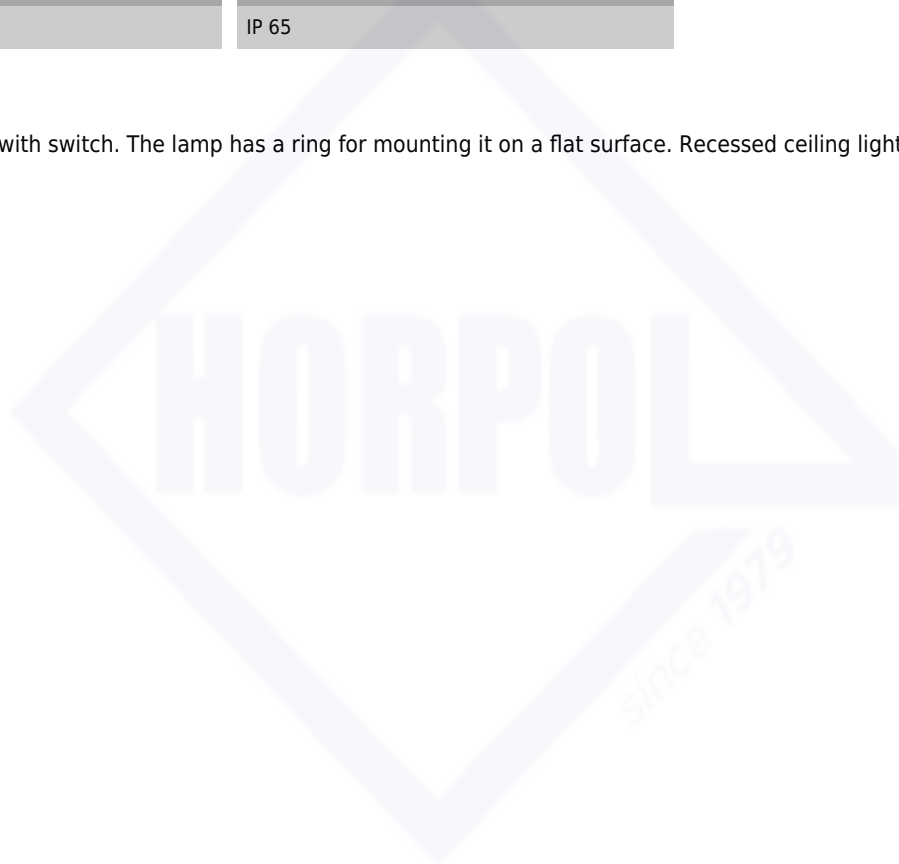 IP 65
with switch. The lamp has a ring for mounting it on a flat surface. Recessed ceiling light
HORPOL
since 1979